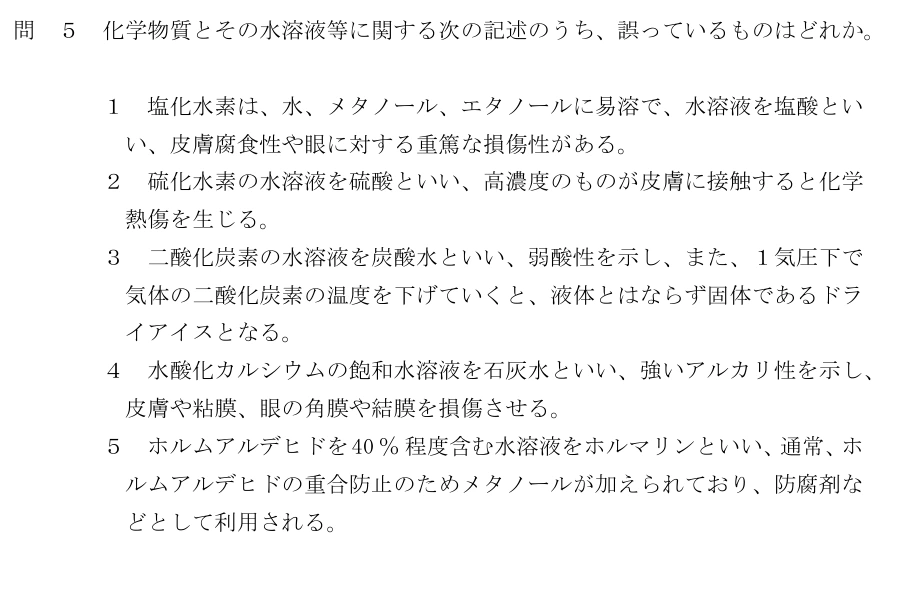 問　５　化学物質とその水溶液等に関する次の記述のうち、誤っているものはどれか。
１　塩化水素は、水、メタノール、エタノールに易溶で、水溶液を塩酸とい
い、皮膚腐食性や眼に対する重篤な損傷性がある。
２　硫化水素の水溶液を硫酸といい、高濃度のものが皮膚に接触すると化学
熱傷を生じる。
３　二酸化炭素の水溶液を炭酸水といい、弱酸性を示し、また、１気圧下で
気体の二酸化炭素の温度を下げていくと、液体とはならず固体であるドラ
イアイスとなる。
４　水酸化カルシウムの飽和水溶液を石灰水といい、強いアルカリ性を示し、
皮膚や粘膜、眼の角膜や結膜を損傷させる。
５　ホルムアルデヒドを40％程度含む水溶液をホルマリンといい、通常、ホ
ルムアルデヒドの重合防止のためメタノールが加えられており、防腐剤な
どとして利用される。